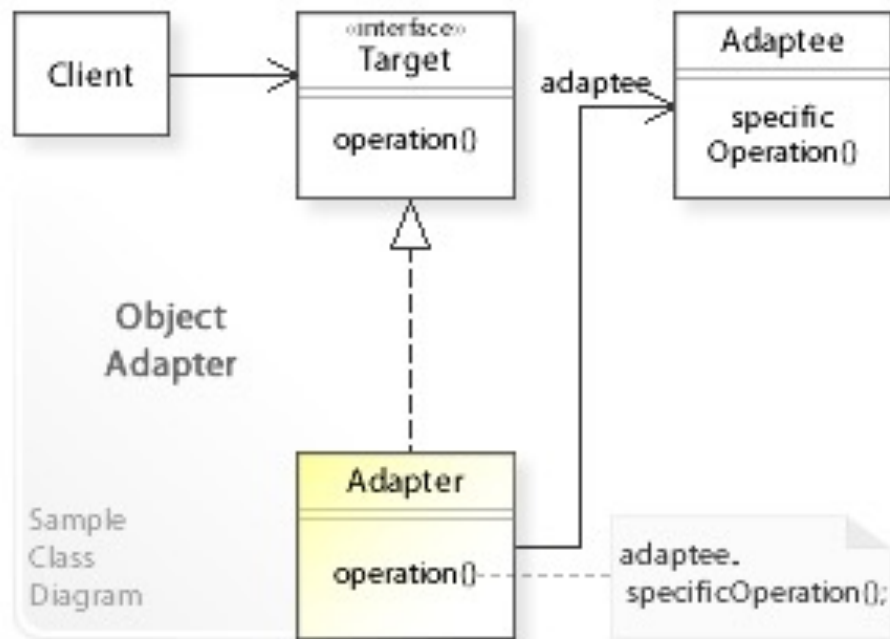 Client
«interface»
Target
operation()
adaptee
Adaptee
specific
Operation()
Object
Adapter
Sample
Class
Diagram
Adapter
operation()
adaptee.
specificOperation();